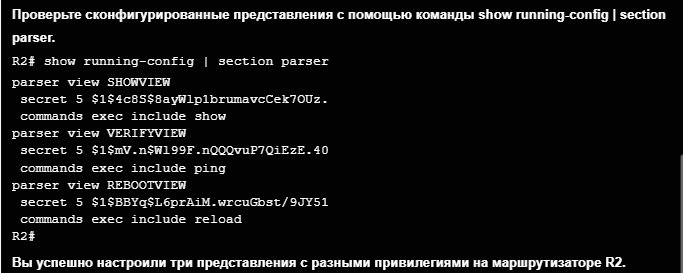 Проверьте сконфигурированные представления с помощью команды show running-config | section
parser.
R2# show running-config | section parser
parser view SHOWVIEW
secret 5 $1$4c8S$8ayWlp1brumavcCek7OUz.
commands exec include show
parser view VERIFYVIEW
secret 5 $1$mV.n$Wl99F.nQQQvuP7QiEzE.40
commands exec include ping
parser view REBOOTVIEW
secret 5 $1$BBYq$L6prAiM.wrcuGbst/9JY51
commands exec include reload
R2#
Вы успешно настроили три представления с разными привилегиями на маршрутизаторе R2.